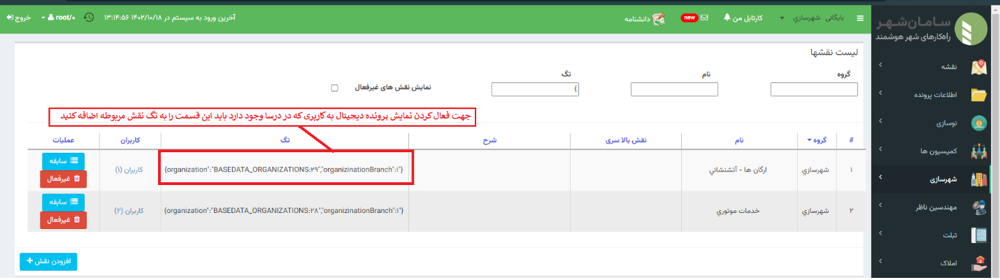 سامان‌شهر
راه‌کارهای شهر هوشمند
بایگانی شهرسازي
کارتابل من
new
دانشنامه
آخرین ورود به سیستم در ۱۴۰۲/۱۰/۱۸ ۱۳:۱۴:۵۶
root/۰
خروج
نقشه
اطلاعات پرونده
نوسازی
کمیسیون ها
شهرسازی
مهندسین ناظر
تبلت
املاک
لیست نقشها
گروه نام تگ
نمایش نقش های غیرفعال
{
جهت فعال کردن نمایش پرونده دیجیتال به کاربری که در درسا وجود دارد باید این قسمت را به تگ نقش مربوطه اضافه کنید
# گروه نام نقش بالا سری شرح تگ کاربران عملیات
۱ شهرسازي ارگان ها - آتشنشاني {organization":"BASEDATA_ORGANIZATIONS:۲۹","organizinationBranch":۱"} کاربران (۱) سابقه
غیرفعال
۲ شهرسازي خدمات موتوري {organization":"BASEDATA_ORGANIZATIONS:۲۸","organizinationBranch":۱"} کاربران (۲) سابقه
غیرفعال
افزودن نقش +